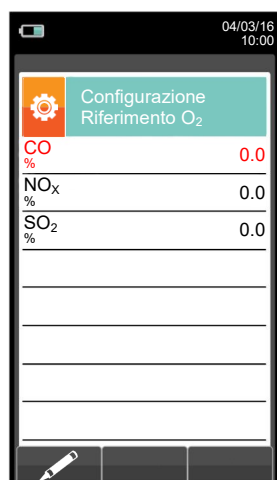 04/03/16
10:00
Configurazione
Riferimento O₂
CO 0.0
%
NOX 0.0
%
SO₂ 0.0
%